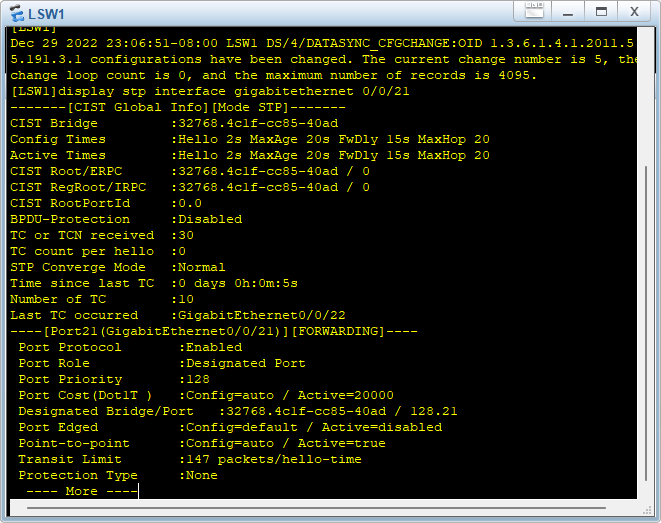 LSW1
[LSW1]
Dec 29 2022 23:06:51-08:00 LSW1 DS/4/DATASYNC_CFGCHANGE:OID 1.3.6.1.4.1.2011.5
5.191.3.1 configurations have been changed. The current change number is 5, the
change loop count is 0, and the maximum number of records is 4095.
[LSW1]display stp interface gigabitethernet 0/0/21
-------[CIST Global Info][Mode STP]-------
CIST Bridge         :32768.4c1f-cc85-40ad
Config Times        :Hello 2s MaxAge 20s FwDly 15s MaxHop 20
Active Times        :Hello 2s MaxAge 20s FwDly 15s MaxHop 20
CIST Root/ERPC      :32768.4c1f-cc85-40ad / 0
CIST RegRoot/IRPC   :32768.4c1f-cc85-40ad / 0
CIST RootPortId     :0.0
BPDU-Protection     :Disabled
TC or TCN received  :30
TC count per hello  :0
STP Converge Mode   :Normal
Time since last TC  :0 days 0h:0m:5s
Number of TC        :10
Last TC occurred    :GigabitEthernet0/0/22
----[Port21(GigabitEthernet0/0/21)][FORWARDING]----
 Port Protocol       :Enabled
 Port Role           :Designated Port
 Port Priority       :128
 Port Cost(Dot1T )   :Config=auto / Active=20000
 Designated Bridge/Port   :32768.4c1f-cc85-40ad / 128.21
 Port Edged          :Config=default / Active=disabled
 Point-to-point      :Config=auto / Active=true
 Transit Limit       :147 packets/hello-time
 Protection Type     :None
  ---- More ----